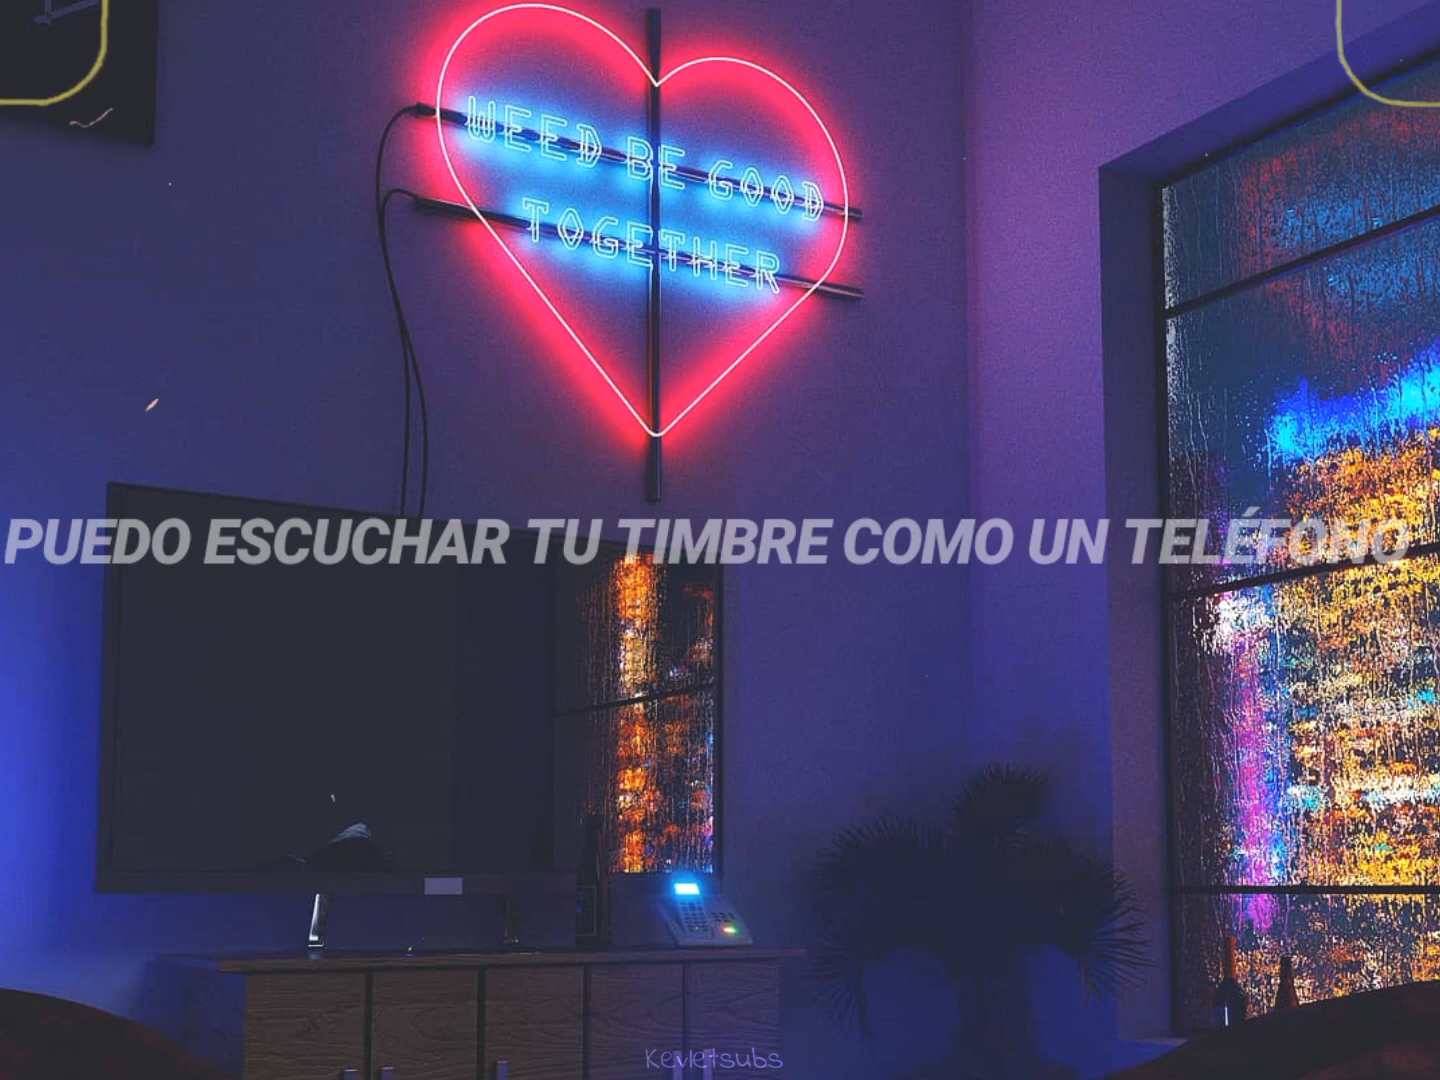 WEED BE GOOD
TOGETHER
PUEDO ESCUCHAR TU TIMBRE COMO UN TELÉFONO
Kevletsubs